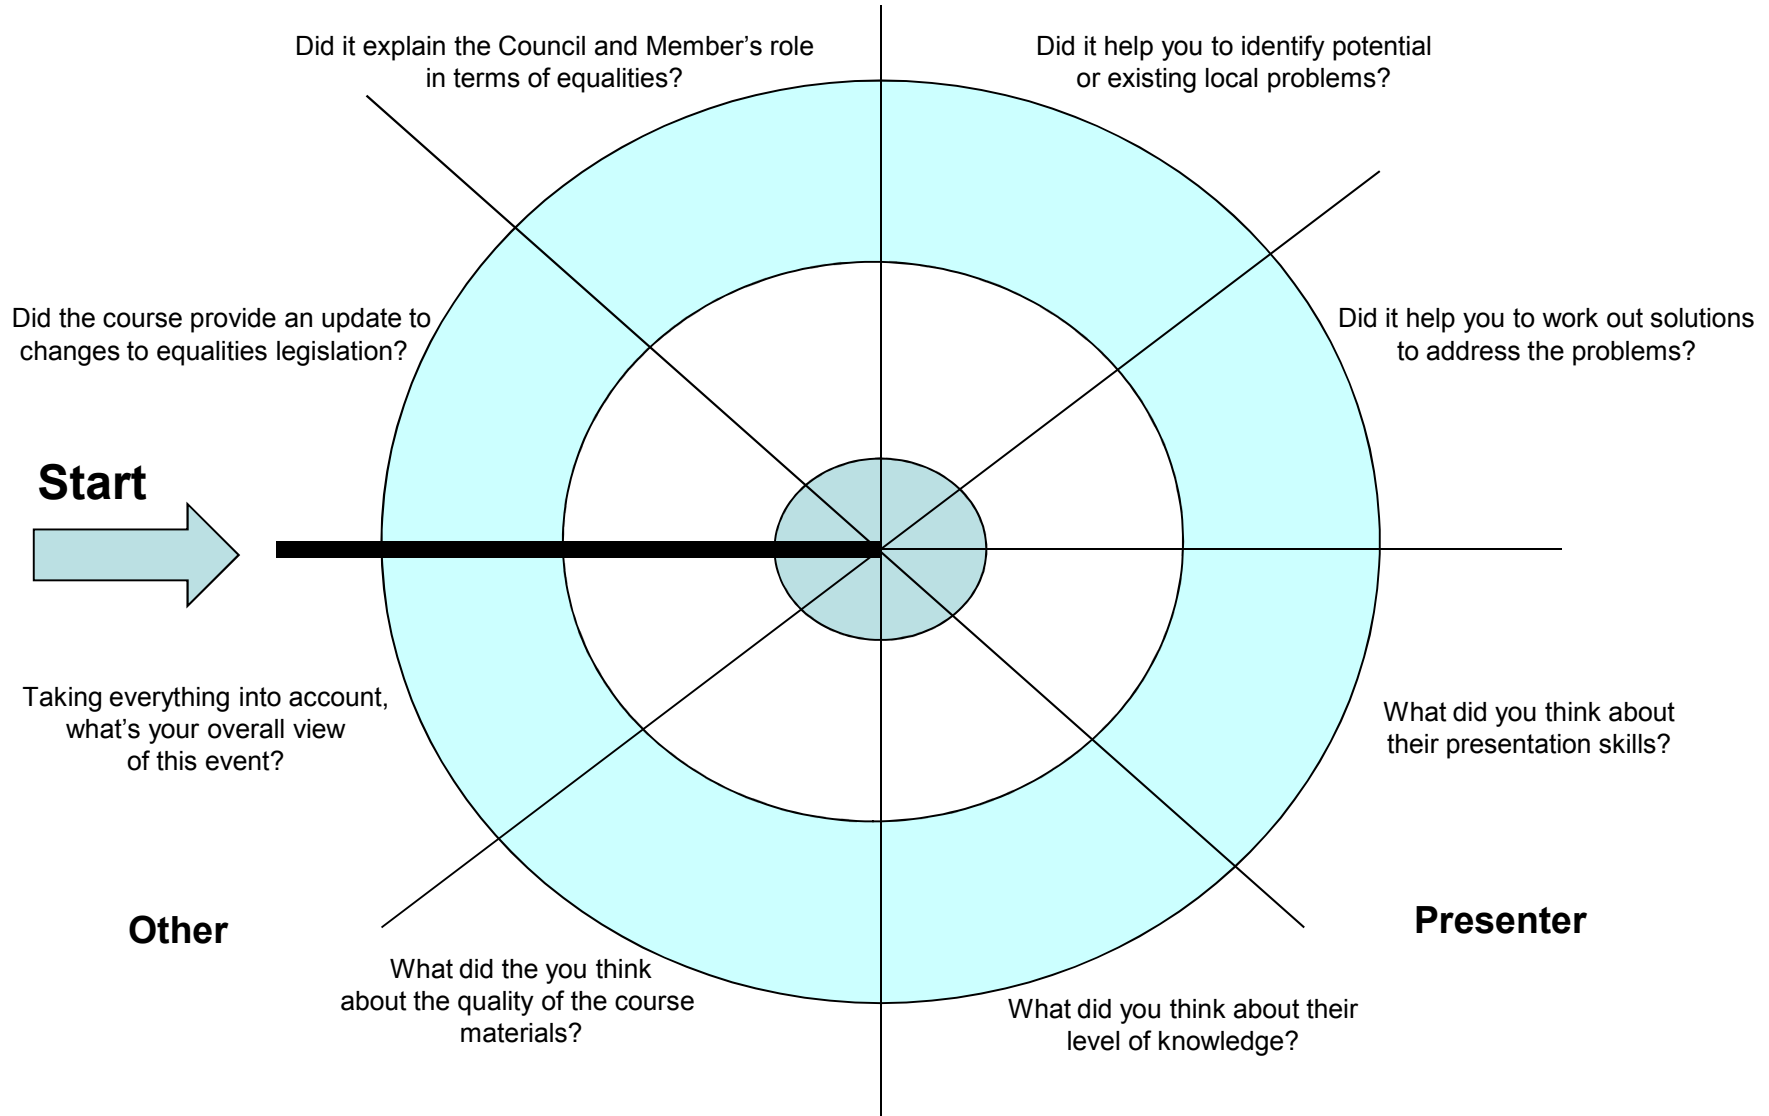 Did it explain the Council and Member’s role
in terms of equalities?
Did it help you to identify potential
or existing local problems?
Did the course provide an update to
changes to equalities legislation?
Did it help you to work out solutions
to address the problems?
Start
Taking everything into account,
what’s your overall view
of this event?
What did you think about
their presentation skills?
Other
Presenter
What did the you think
about the quality of the course
materials?
What did you think about their
level of knowledge?